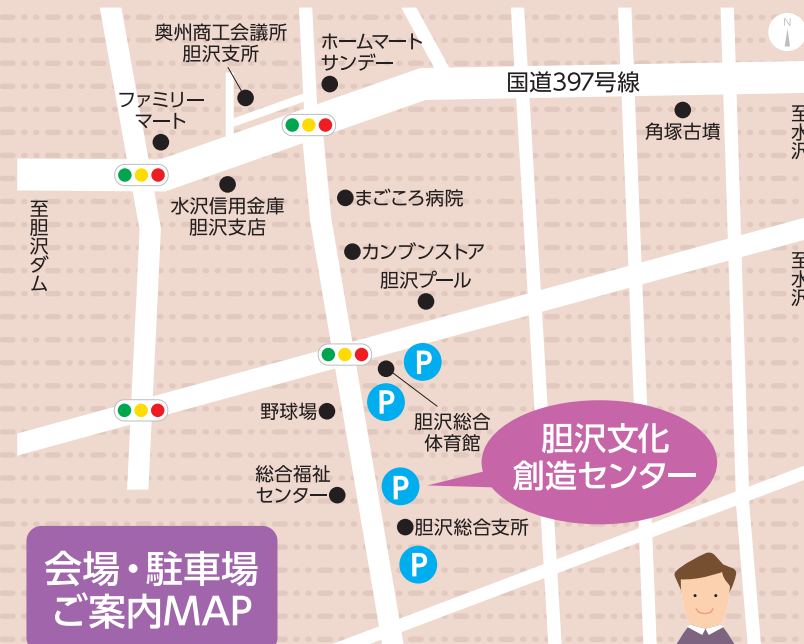 N
奥州商工会議所
胆沢支所
ホームマート
サンデー
国道397号線
ファミリー
マート
角塚古墳
至水沢
水沢信用金庫
胆沢支店
まごころ病院
至胆沢ダム
カンブンストア
至水沢
胆沢プール
P
P
野球場
胆沢総合
体育館
胆沢文化
創造センター
総合福祉
センター
P
胆沢総合支所
P
会場・駐車場
ご案内MAP